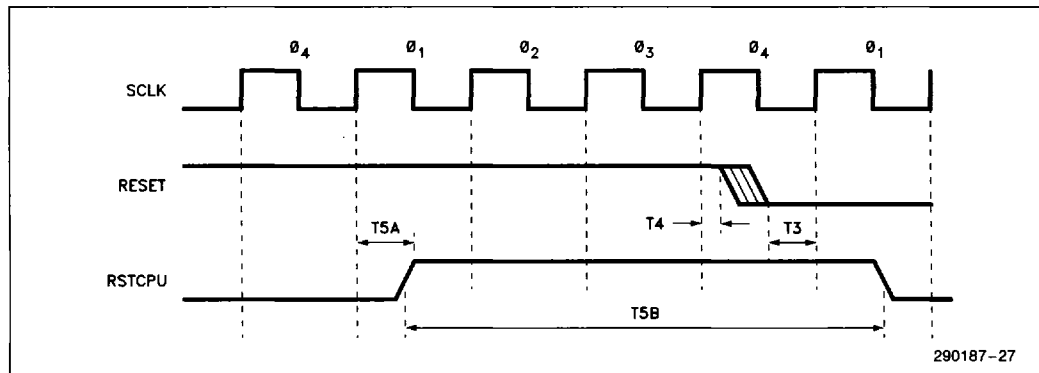 Ø4 Ø1 Ø2 Ø3 Ø4 Ø1
SCLK
RESET
T5A T4 T3
RSTCPU
T5B
290187-27